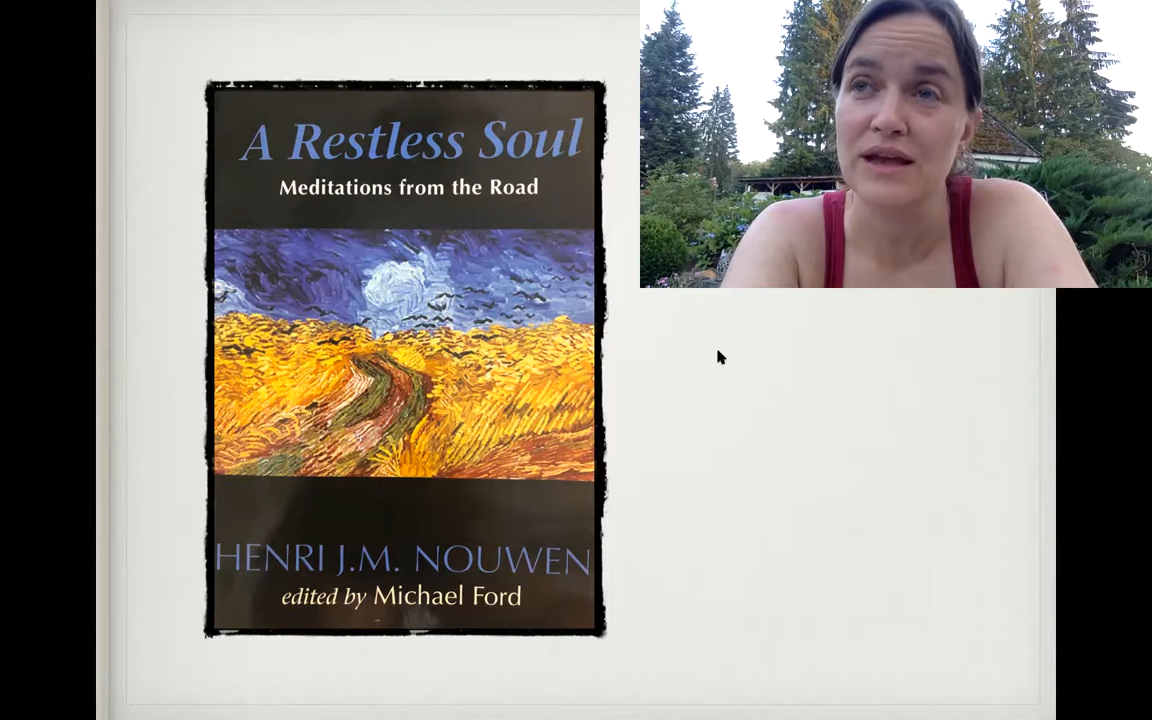 A Restless Soul
Meditations from the Road
HENRI J.M. NOUWEN
edited by Michael Ford